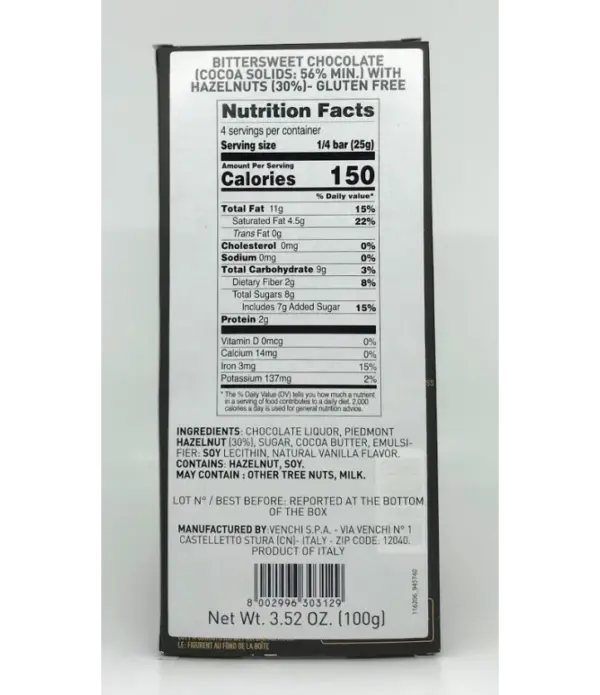 BITTERSWEET CHOCOLATE
(COCOA SOLIDS: 56% MIN.) WITH
HAZELNUTS (30%)- GLUTEN FREE
Nutrition Facts
4 servings per container
Serving size 1/4 bar (25g)
Amount Per Serving
Calories 150
% Daily value*
Total Fat 11g 15%
Saturated Fat 4.5g 22%
Trans Fat 0g
Cholesterol 0mg 0%
Sodium 0mg 0%
Total Carbohydrate 9g 3%
Dietary Fiber 2g 8%
Total Sugars 8g
Includes 7g Added Sugar 15%
Protein 2g
Vitamin D 0mcg 0%
Calcium 14mg 0%
Iron 3mg 15%
Potassium 137mg 2%
* The % Daily Value (DV) tells you how much a nutrient
in a serving of food contributes to a daily diet. 2,000
calories a day is used for general nutrition advice.
INGREDIENTS: CHOCOLATE LIQUOR, PIEDMONT
HAZELNUT (30%), SUGAR, COCOA BUTTER, EMULSI-
FIER: SOY LECITHIN, NATURAL VANILLA FLAVOR.
CONTAINS: HAZELNUT, SOY.
MAY CONTAIN : OTHER TREE NUTS, MILK.
LOT N° / BEST BEFORE: REPORTED AT THE BOTTOM
OF THE BOX
MANUFACTURED BY:VENCHI S.P.A. - VIA VENCHI N° 1
CASTELLETTO STURA (CN)- ITALY - ZIP CODE: 12040.
PRODUCT OF ITALY
8 002996 303129
116206_945742
Net Wt. 3.52 OZ. (100g)
LE: FIGURENT AU FOND DE LA BOÎTE